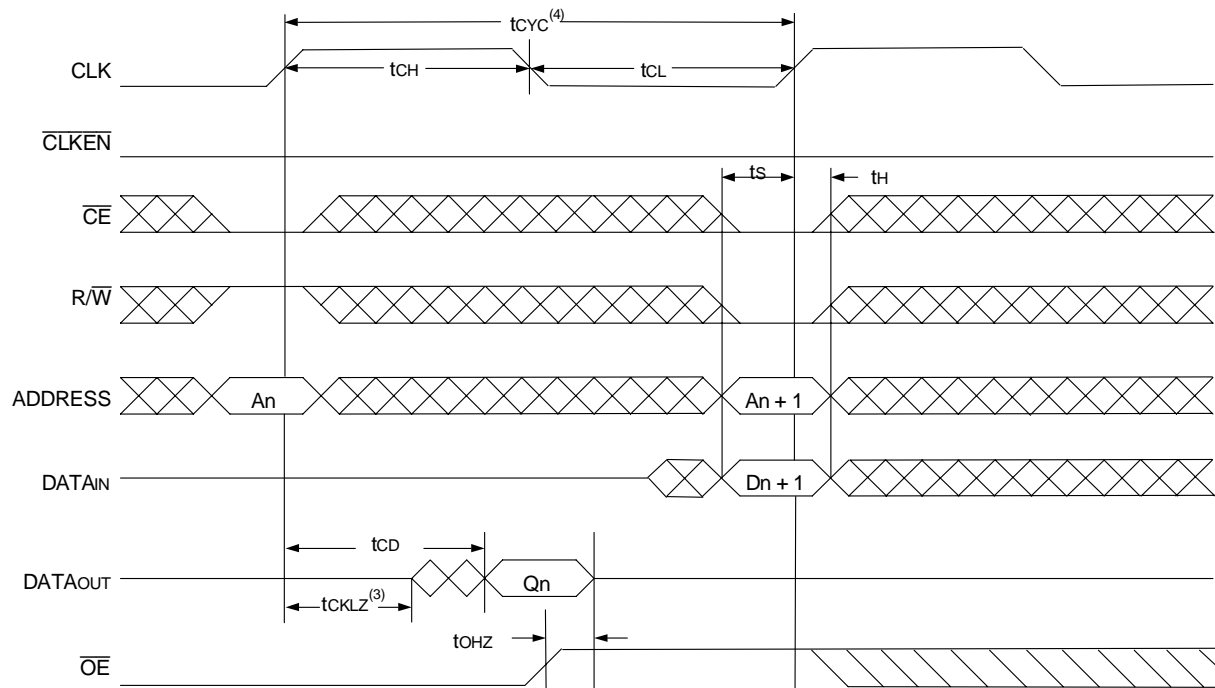 tCYC(4)
CLK
tCH
tCL
CLKEN
tS
tH
CE
R/W
ADDRESS
An
An + 1
DATAIN
Dn + 1
tCD
DATAOUT
Qn
tCKLZ(3)
tOHZ
OE